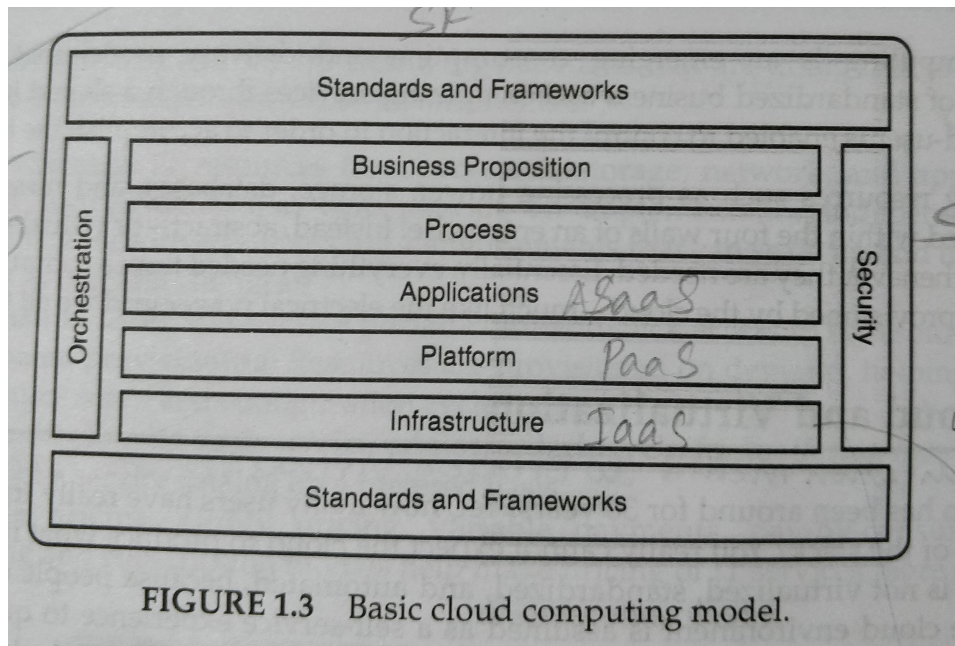 Standards and Frameworks
Orchestration
Business Proposition
Process
Applications ASaaS
Platform PaaS
Infrastructure IaaS
Security
Standards and Frameworks
FIGURE 1.3 Basic cloud computing model.